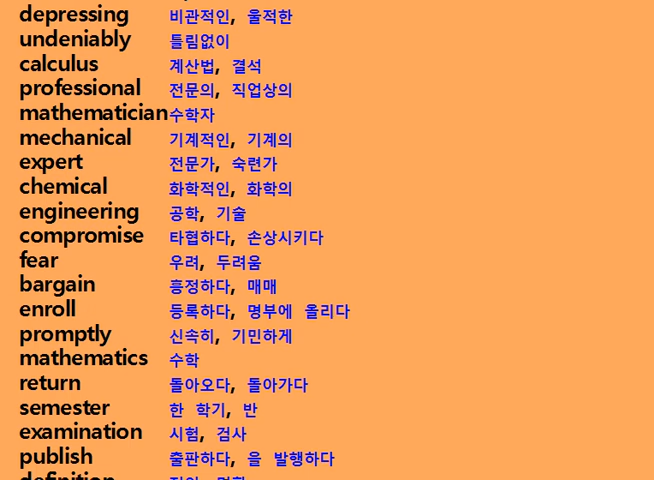 depressing 비관적인, 울적한
undeniably 틀림없이
calculus 계산법, 결석
professional 전문의, 직업상의
mathematician 수학자
mechanical 기계적인, 기계의
expert 전문가, 숙련가
chemical 화학적인, 화학의
engineering 공학, 기술
compromise 타협하다, 손상시키다
fear 우려, 두려움
bargain 흥정하다, 매매
enroll 등록하다, 명부에 올리다
promptly 신속히, 기민하게
mathematics 수학
return 돌아오다, 돌아가다
semester 한 학기, 반
examination 시험, 검사
publish 출판하다, 을 발행하다
definition